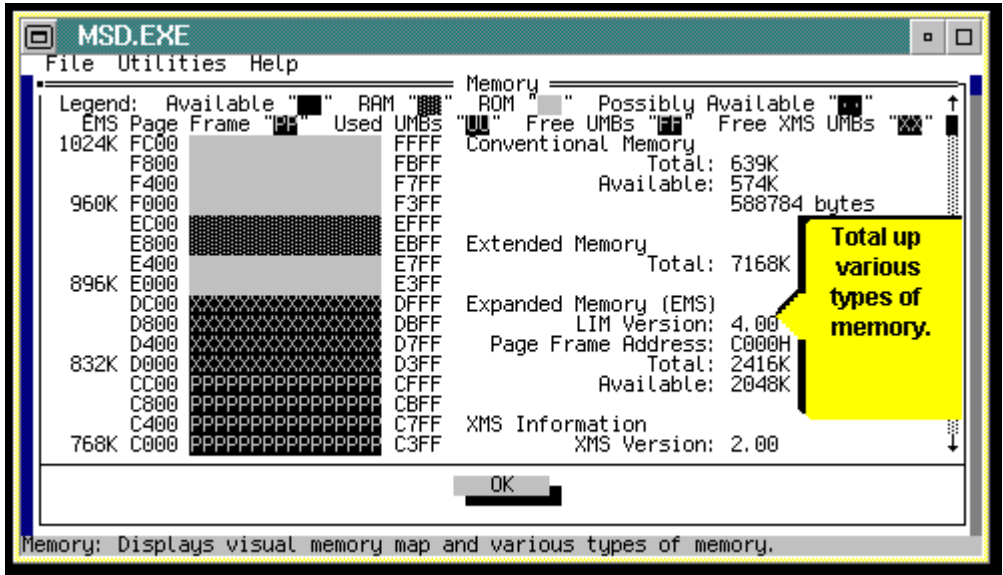 MSD.EXE
File Utilities Help
Memory
Legend: Available "██" RAM "▓▓" ROM "  " Possibly Available "▪▪"
EMS Page Frame "PP" Used UMBs "UU" Free UMBs "FF" Free XMS UMBs "XX"
1024K FC00 FFFF Conventional Memory
F800 FBFF Total: 639K
F400 F7FF Available: 574K
960K F000 F3FF 588784 bytes
EC00 EFFF
E800 EBFF Extended Memory
E400 E7FF Total: 7168K
896K E000 E3FF
DC00 XXXXXXXXXXXXXXXX DFFF Expanded Memory (EMS)
D800 XXXXXXXXXXXXXXXX DBFF LIM Version: 4.00
D400 XXXXXXXXXXXXXXXX D7FF Page Frame Address: C000H
832K D000 XXXXXXXXXXXXXXXX D3FF Total: 2416K
CC00 PPPPPPPPPPPPPPPP CFFF Available: 2048K
C800 PPPPPPPPPPPPPPPP CBFF
C400 PPPPPPPPPPPPPPPP C7FF XMS Information
768K C000 PPPPPPPPPPPPPPPP C3FF XMS Version: 2.00
Total up
various
types of
memory.
OK
Memory: Displays visual memory map and various types of memory.